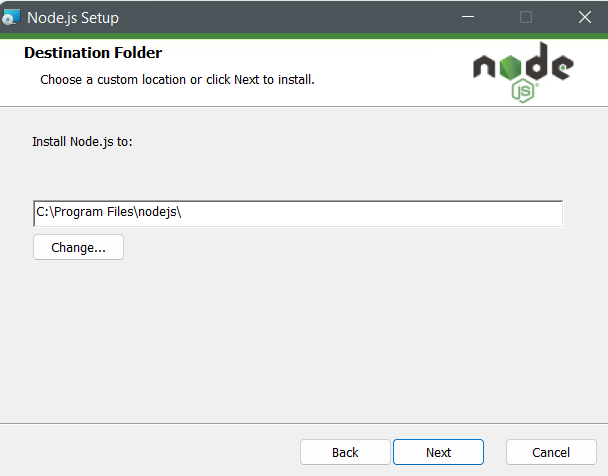 Node.js Setup
Destination Folder
Choose a custom location or click Next to install.
node
JS®
Install Node.js to:
C:\Program Files\nodejs\
Change...
Back
Next
Cancel